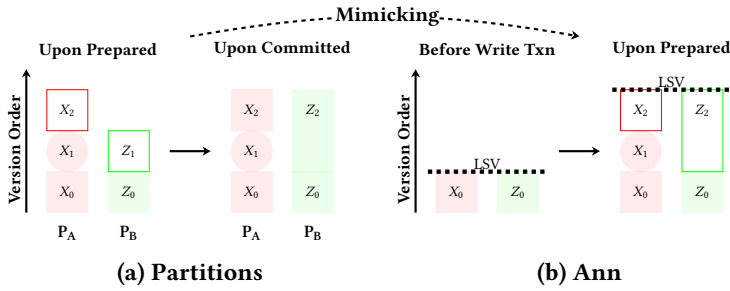 Mimicking
Upon Prepared
Upon Committed
Before Write Txn
Upon Prepared
Version Order
X2
X1
X0
Z1
Z0
PA
PB
X2
X1
X0
Z2
Z0
PA
PB
Version Order
LSV
X0
Z0
LSV
X2
X1
X0
Z2
Z0
(a) Partitions
(b) Ann